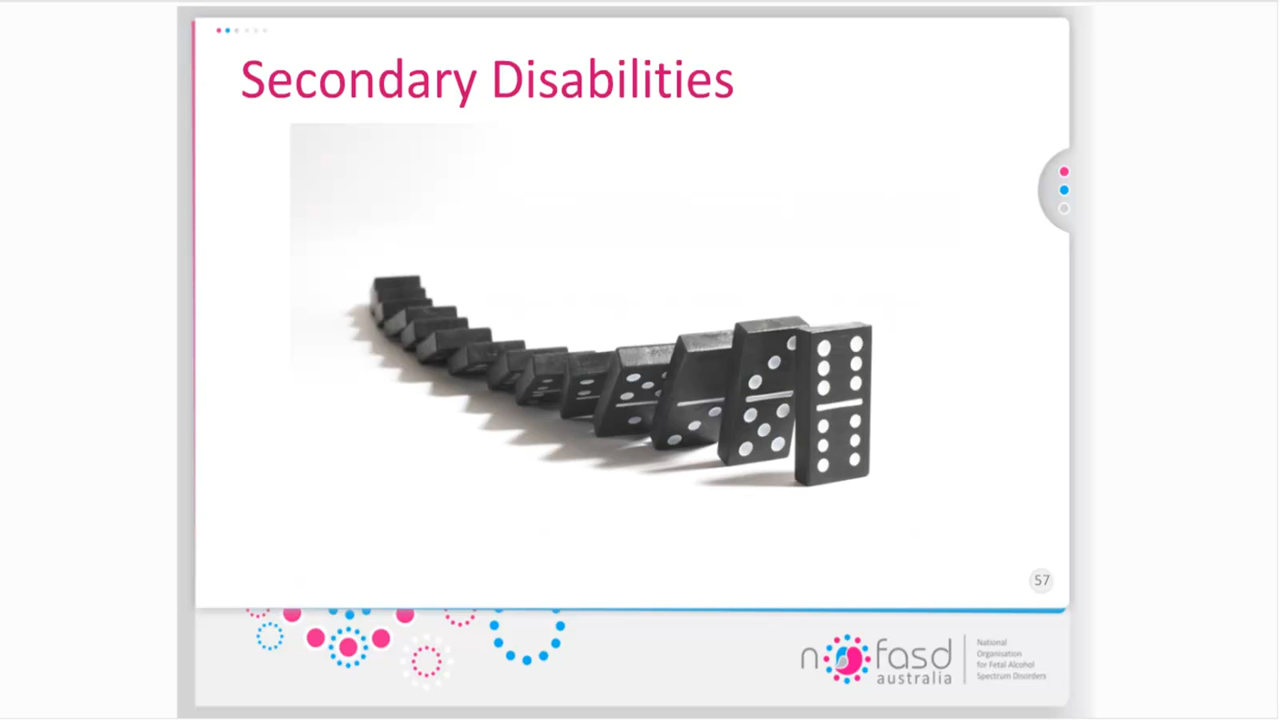 Secondary Disabilities
57
nofasd
australia
National
Organisation
for Fetal Alcohol
Spectrum Disorders